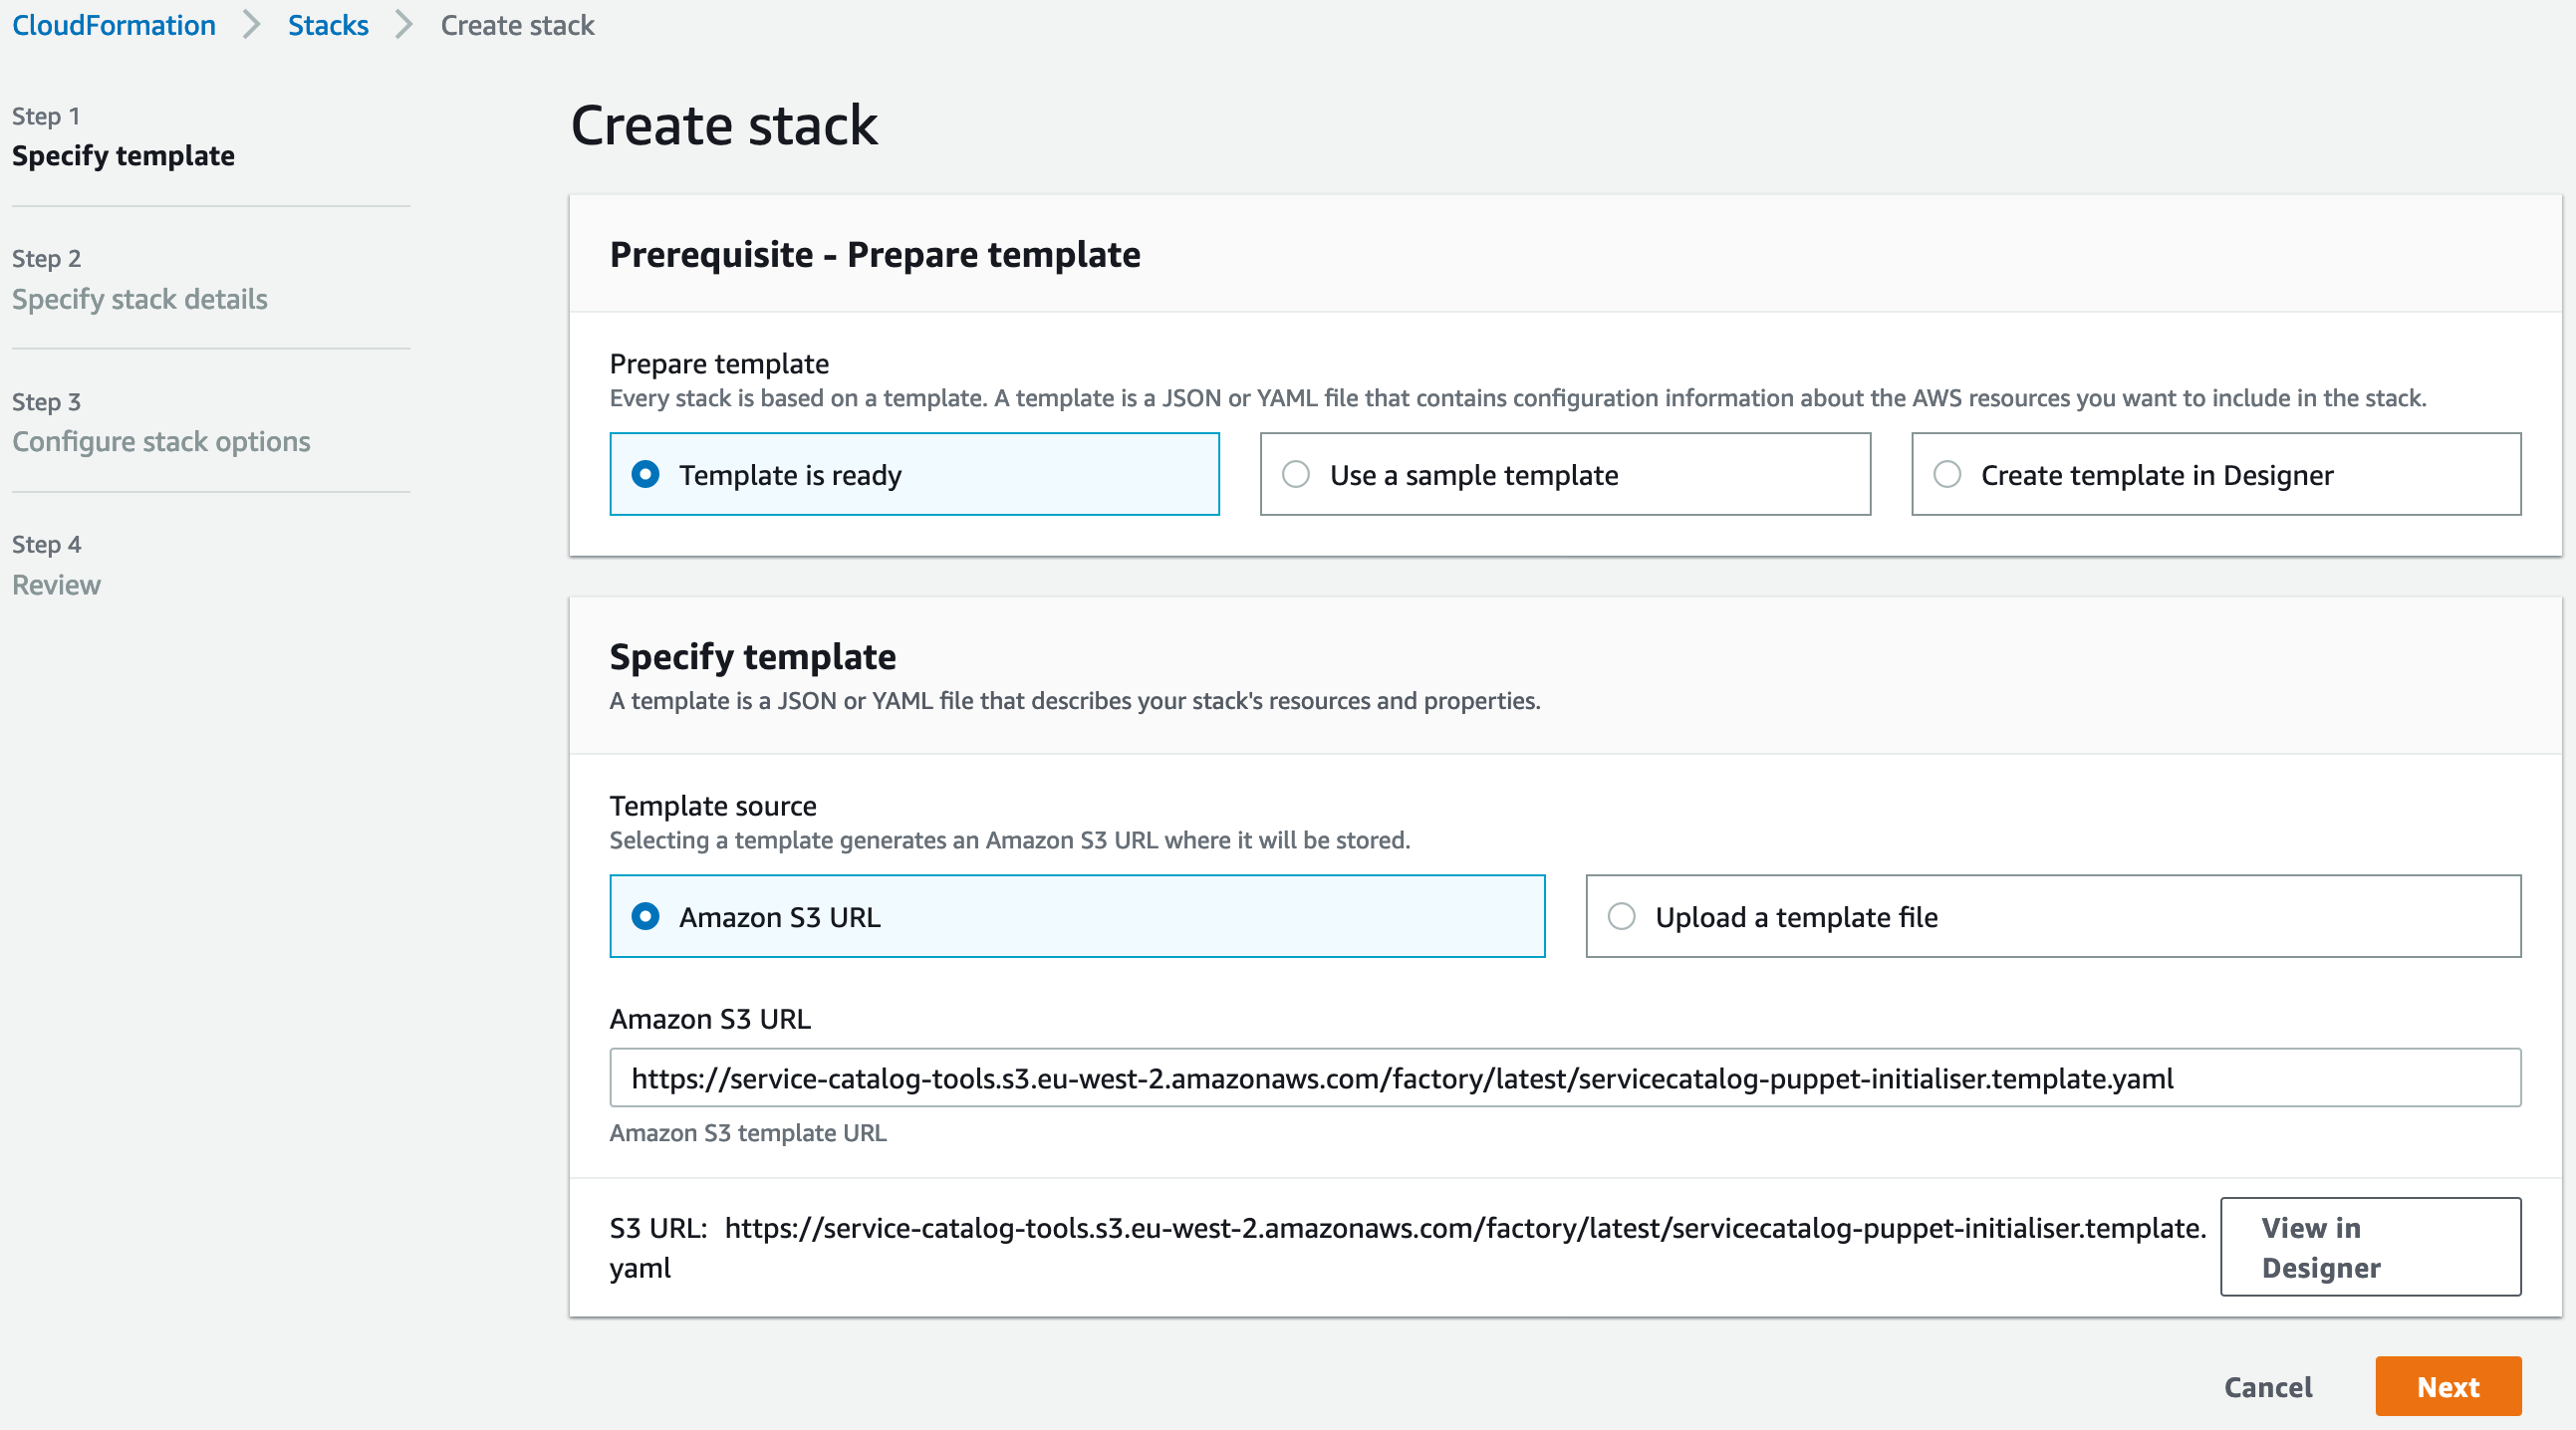 CloudFormation > Stacks > Create stack
Step 1
Specify template
Step 2
Specify stack details
Step 3
Configure stack options
Step 4
Review
Create stack
Prerequisite - Prepare template
Prepare template
Every stack is based on a template. A template is a JSON or YAML file that contains configuration information about the AWS resources you want to include in the stack.
Template is ready
Use a sample template
Create template in Designer
Specify template
A template is a JSON or YAML file that describes your stack's resources and properties.
Template source
Selecting a template generates an Amazon S3 URL where it will be stored.
Amazon S3 URL
Upload a template file
Amazon S3 URL
https://service-catalog-tools.s3.eu-west-2.amazonaws.com/factory/latest/servicecatalog-puppet-initialiser.template.yaml
Amazon S3 template URL
S3 URL: https://service-catalog-tools.s3.eu-west-2.amazonaws.com/factory/latest/servicecatalog-puppet-initialiser.template.
yaml
View in
Designer
Cancel
Next